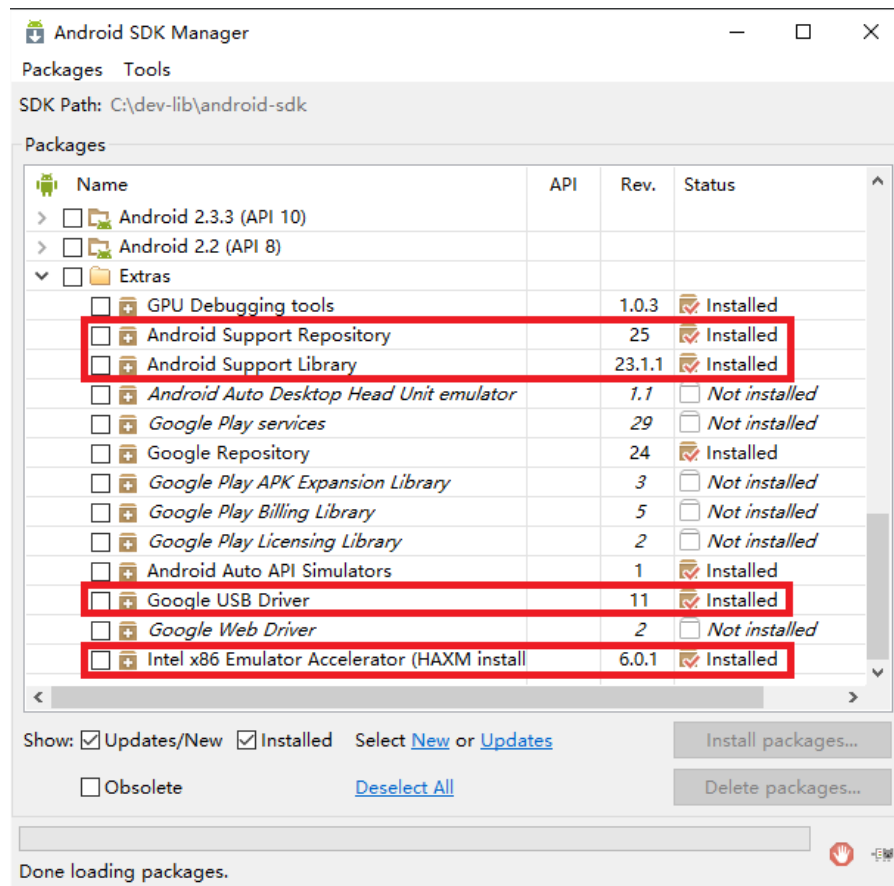 Android SDK Manager
Packages Tools
SDK Path: C:\dev-lib\android-sdk
Packages
Name API Rev. Status
Android 2.3.3 (API 10)
Android 2.2 (API 8)
Extras
GPU Debugging tools 1.0.3 Installed
Android Support Repository 25 Installed
Android Support Library 23.1.1 Installed
Android Auto Desktop Head Unit emulator 1.1 Not installed
Google Play services 29 Not installed
Google Repository 24 Installed
Google Play APK Expansion Library 3 Not installed
Google Play Billing Library 5 Not installed
Google Play Licensing Library 2 Not installed
Android Auto API Simulators 1 Installed
Google USB Driver 11 Installed
Google Web Driver 2 Not installed
Intel x86 Emulator Accelerator (HAXM install 6.0.1 Installed
Show: Updates/New Installed Select New or Updates Install packages...
Obsolete Deselect All Delete packages...
Done loading packages.